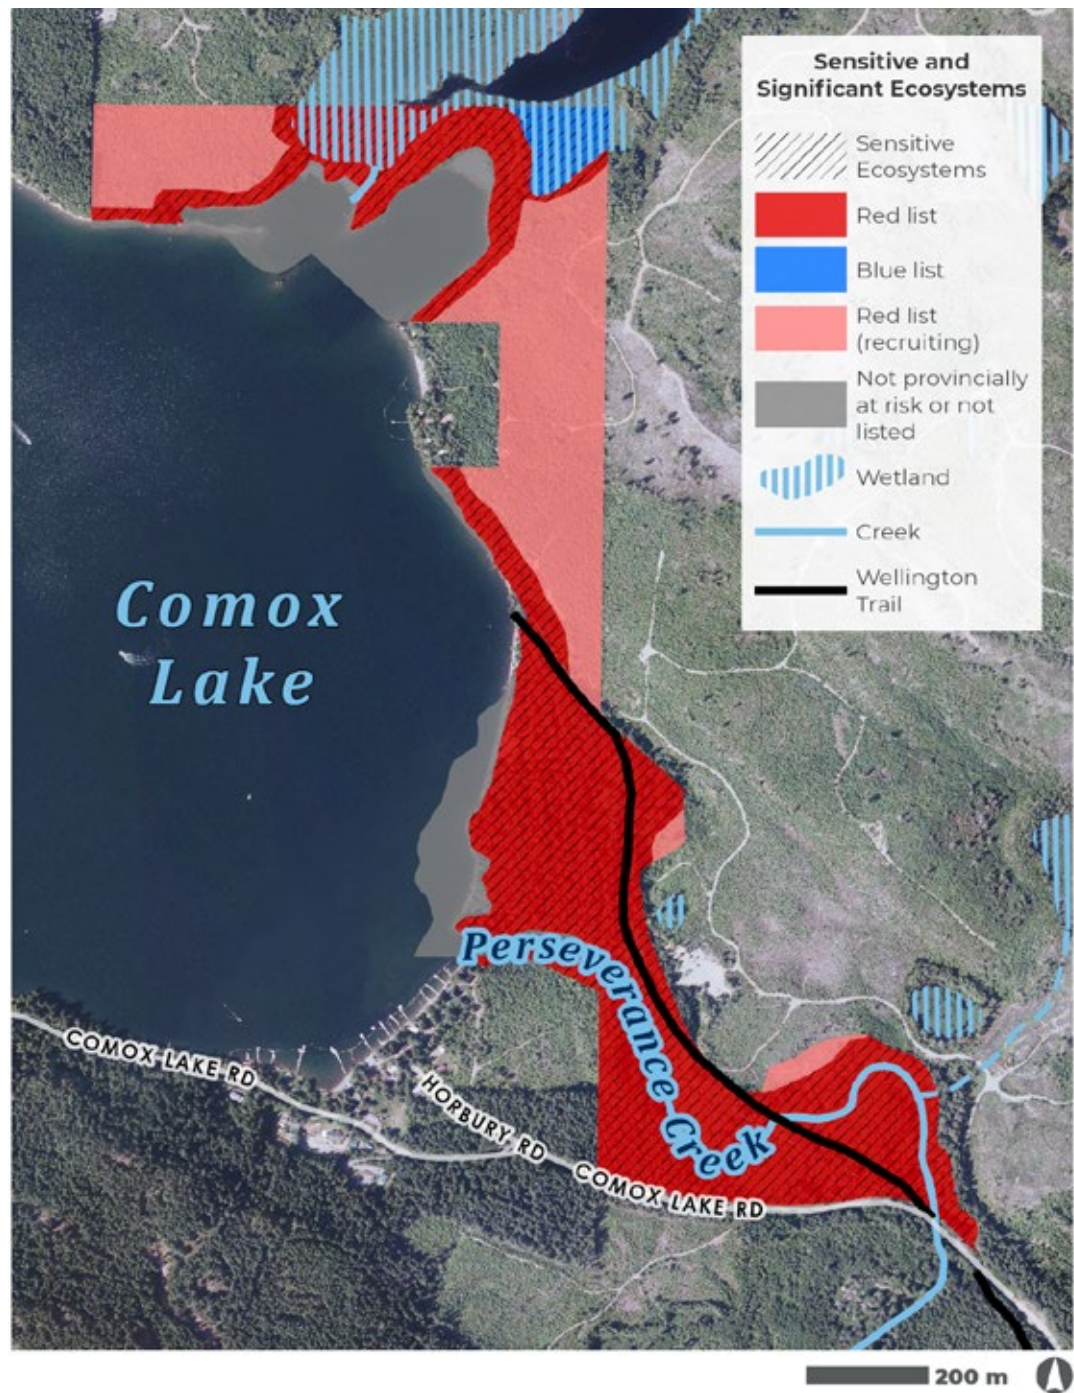 Sensitive and
Significant Ecosystems
Sensitive
Ecosystems
Red list
Blue list
Red list
(recruiting)
Not provincially
at risk or not
listed
Wetland
Creek
Wellington
Trail
Comox
Lake
Perseverance Creek
COMOX LAKE RD
HORBURY RD
COMOX LAKE RD
200 m